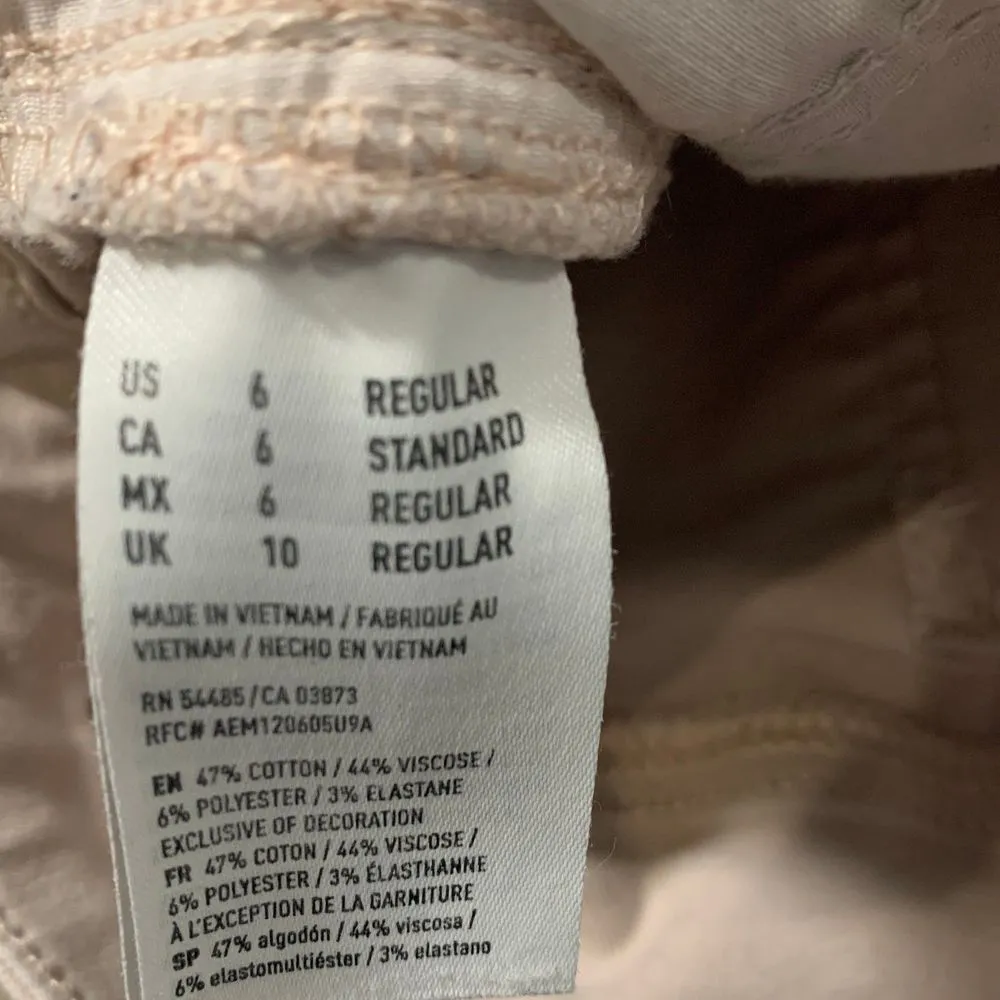 US 6 REGULAR
CA 6 STANDARD
MX 6 REGULAR
UK 10 REGULAR
MADE IN VIETNAM / FABRIQUÉ AU
VIETNAM / HECHO EN VIETNAM
RN 54485/CA 03873
RFC# AEM120605U9A
EN 47% COTTON / 44% VISCOSE /
6% POLYESTER / 3% ELASTANE
EXCLUSIVE OF DECORATION
FR 47% COTON / 44% VISCOSE /
6% POLYESTER / 3% ÉLASTHANNE
À L'EXCEPTION DE LA GARNITURE
SP 47% algodón / 44% viscosa /
6% elastomultiéster / 3% elastano